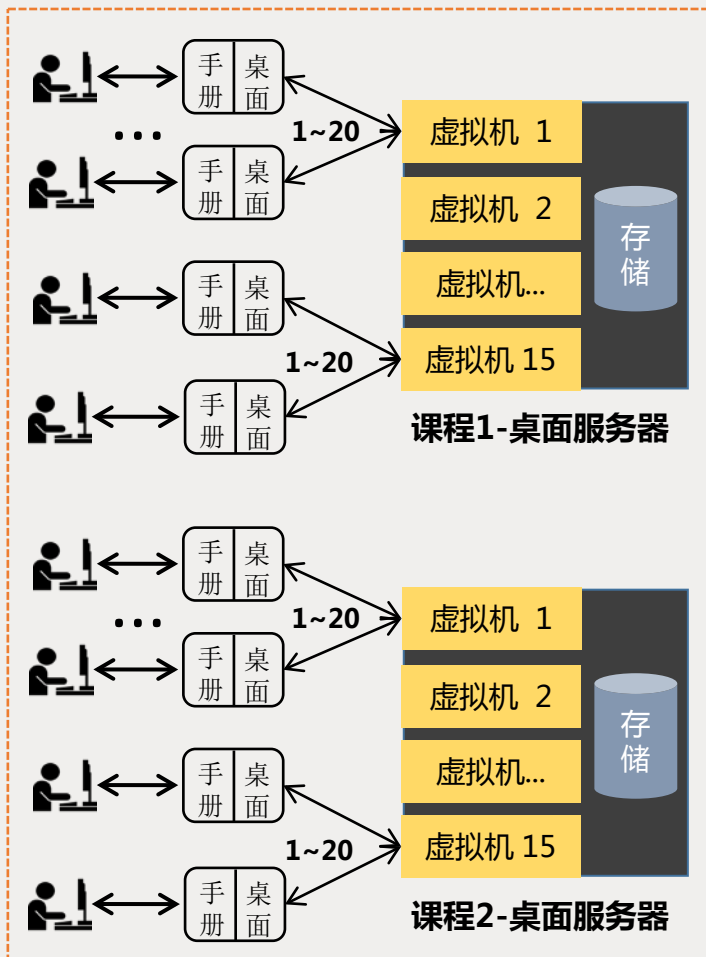 手册 桌面
...
1~20
手册 桌面
手册 桌面
1~20
手册 桌面
虚拟机 1
虚拟机 2
虚拟机...
虚拟机 15
存储
课程1-桌面服务器
手册 桌面
...
1~20
手册 桌面
手册 桌面
1~20
手册 桌面
虚拟机 1
虚拟机 2
虚拟机...
虚拟机 15
存储
课程2-桌面服务器